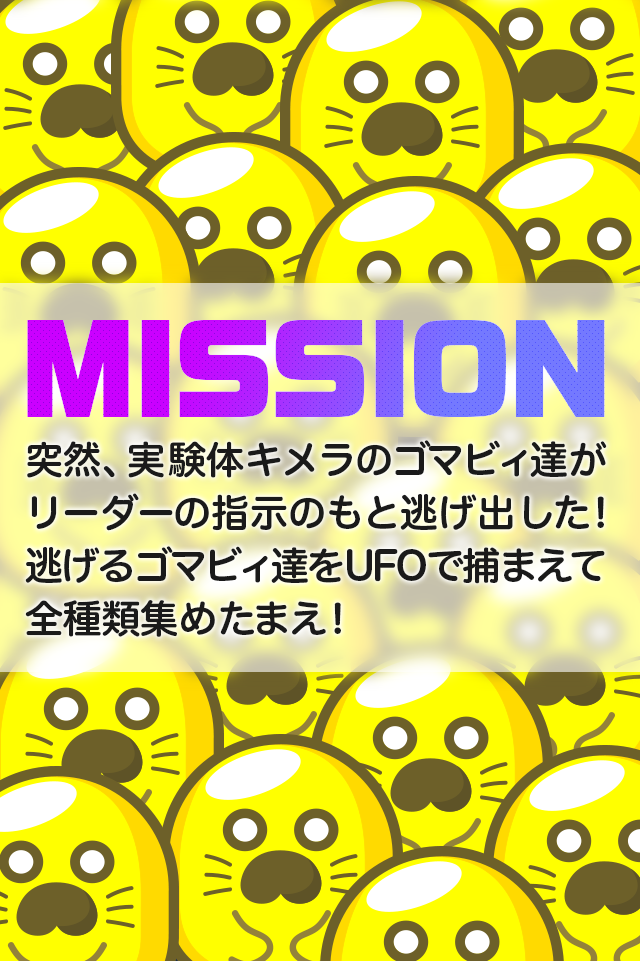 MISSION
突然、実験体キメラのゴマビィ達が
リーダーの指示のもと逃げ出した！
逃げるゴマビィ達をUFOで捕まえて
全種類集めたまえ！